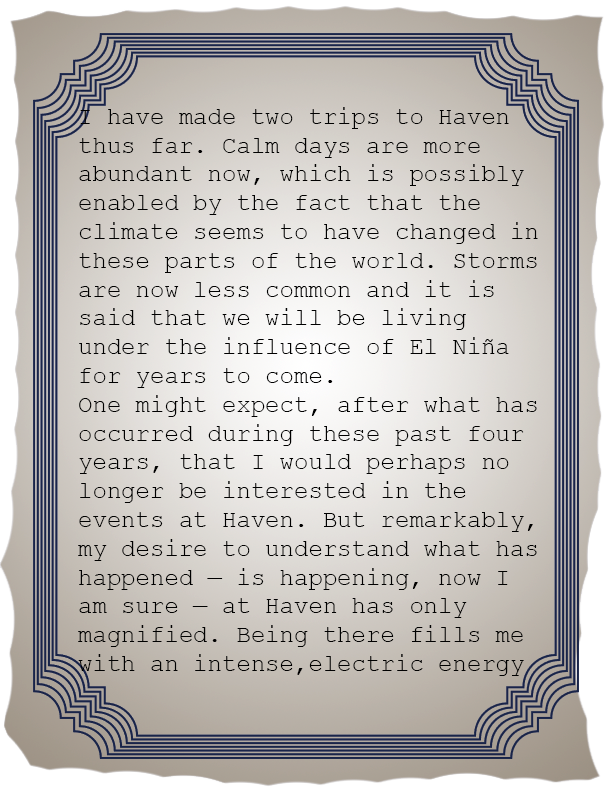 I have made two trips to Haven
thus far. Calm days are more
abundant now, which is possibly
enabled by the fact that the
climate seems to have changed in
these parts of the world. Storms
are now less common and it is
said that we will be living
under the influence of El Niña
for years to come.
One might expect, after what has
occurred during these past four
years, that I would perhaps no
longer be interested in the
events at Haven. But remarkably,
my desire to understand what has
happened — is happening, now I
am sure — at Haven has only
magnified. Being there fills me
with an intense,electric energy